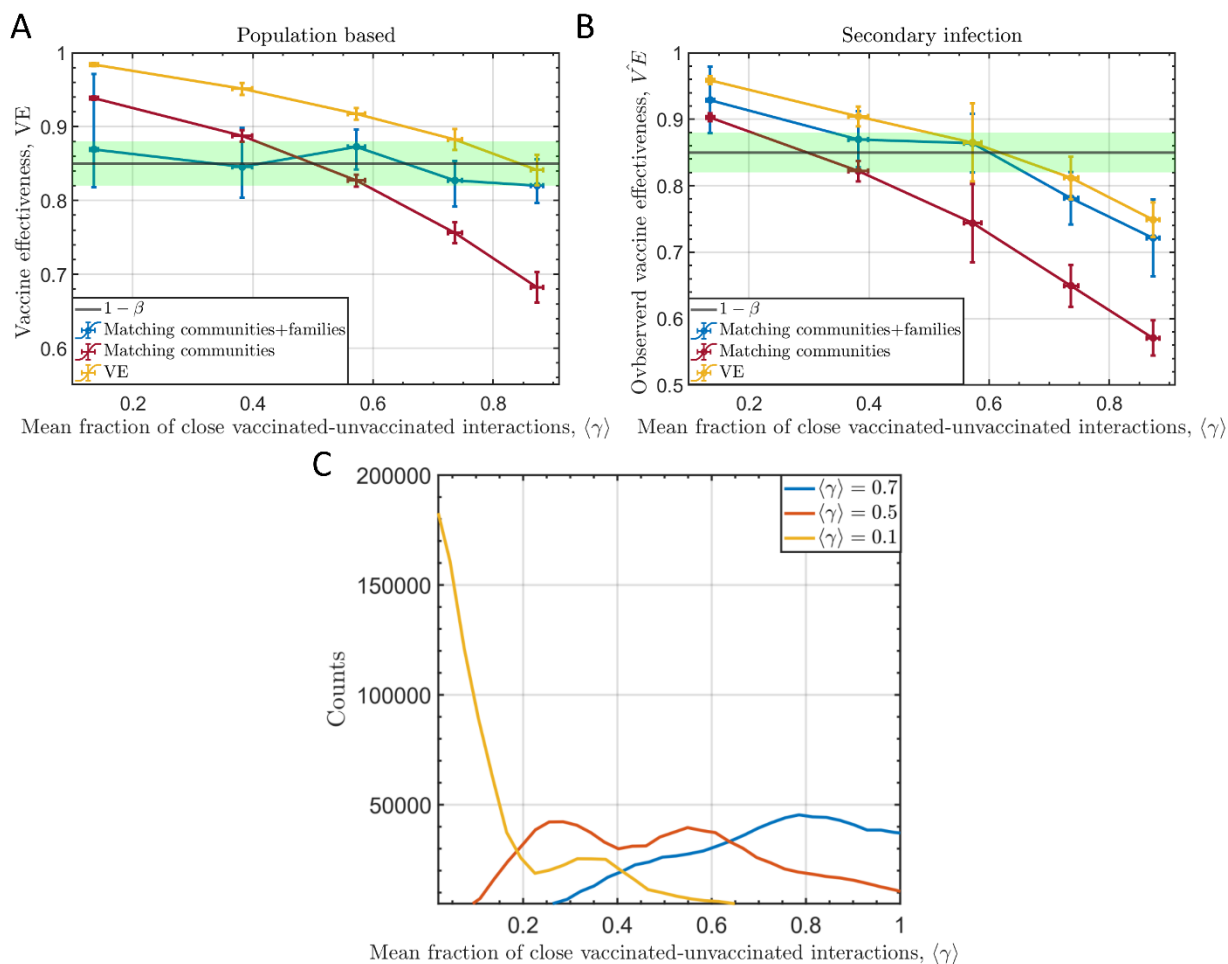 A
Population based
Vaccine effectiveness, VE
1
0.9
0.8
0.7
0.6
1 − β
Matching communities+families
Matching communities
VE
0.2
0.4
0.6
0.8
Mean fraction of close vaccinated-unvaccinated interactions, ⟨γ⟩
B
Secondary infection
Ovbserverd vaccine effectiveness, V̂E
1
0.9
0.8
0.7
0.6
0.5
1 − β
Matching communities+families
Matching communities
VE
0.2
0.4
0.6
0.8
Mean fraction of close vaccinated-unvaccinated interactions, ⟨γ⟩
C
Counts
200000
150000
100000
50000
⟨γ⟩ = 0.7
⟨γ⟩ = 0.5
⟨γ⟩ = 0.1
0.2
0.4
0.6
0.8
1
Mean fraction of close vaccinated-unvaccinated interactions, ⟨γ⟩